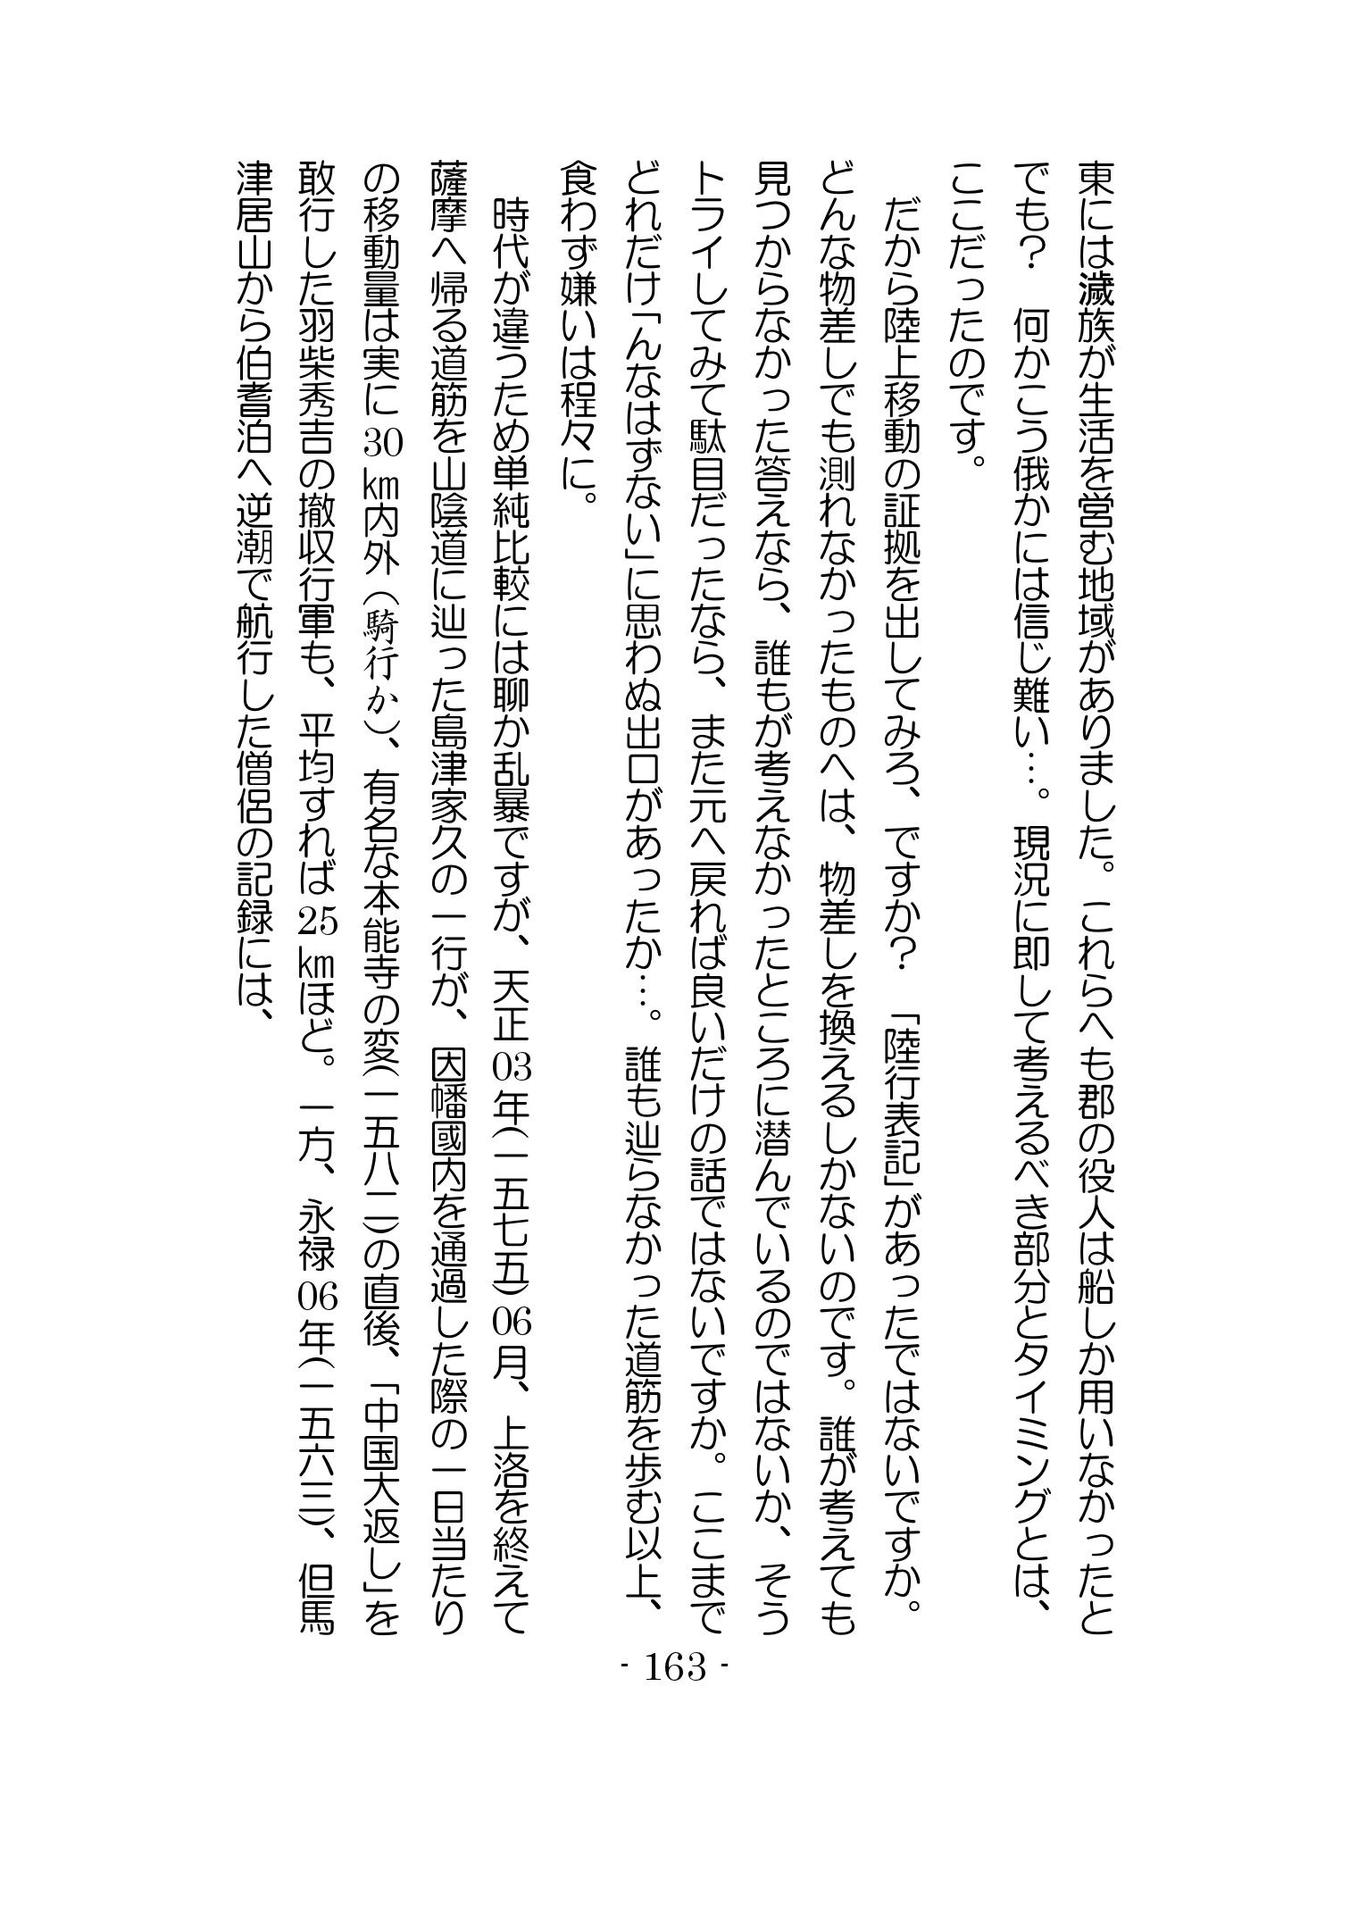 東には濊族が生活を営む地域がありました。これらへも郡の役人は船しか用いなかったと
でも？　何かこう俄かには信じ難い…。現況に即して考えるべき部分とタイミングとは、
ここだったのです。
　だから陸上移動の証拠を出してみろ、ですか？　「陸行表記」があったではないですか。
どんな物差しでも測れなかったものへは、物差しを換えるしかないのです。誰が考えても
見つからなかった答えなら、誰もが考えなかったところに潜んでいるのではないか、そう
トライしてみて駄目だったなら、また元へ戻れば良いだけの話ではないですか。ここまで
どれだけ「んなはずない」に思わぬ出口があったか…。誰も辿らなかった道筋を歩む以上、
食わず嫌いは程々に。
　時代が違うため単純比較には聊か乱暴ですが、天正03年（一五七五）06月、上洛を終えて
薩摩へ帰る道筋を山陰道に辿った島津家久の一行が、因幡國内を通過した際の一日当たり
の移動量は実に30㎞内外（騎行か）、有名な本能寺の変（一五八二）の直後、「中国大返し」を
敢行した羽柴秀吉の撤収行軍も、平均すれば25㎞ほど。一方、永禄06年（一五六三）、但馬
津居山から伯耆泊へ逆潮で航行した僧侶の記録には、
- 163 -